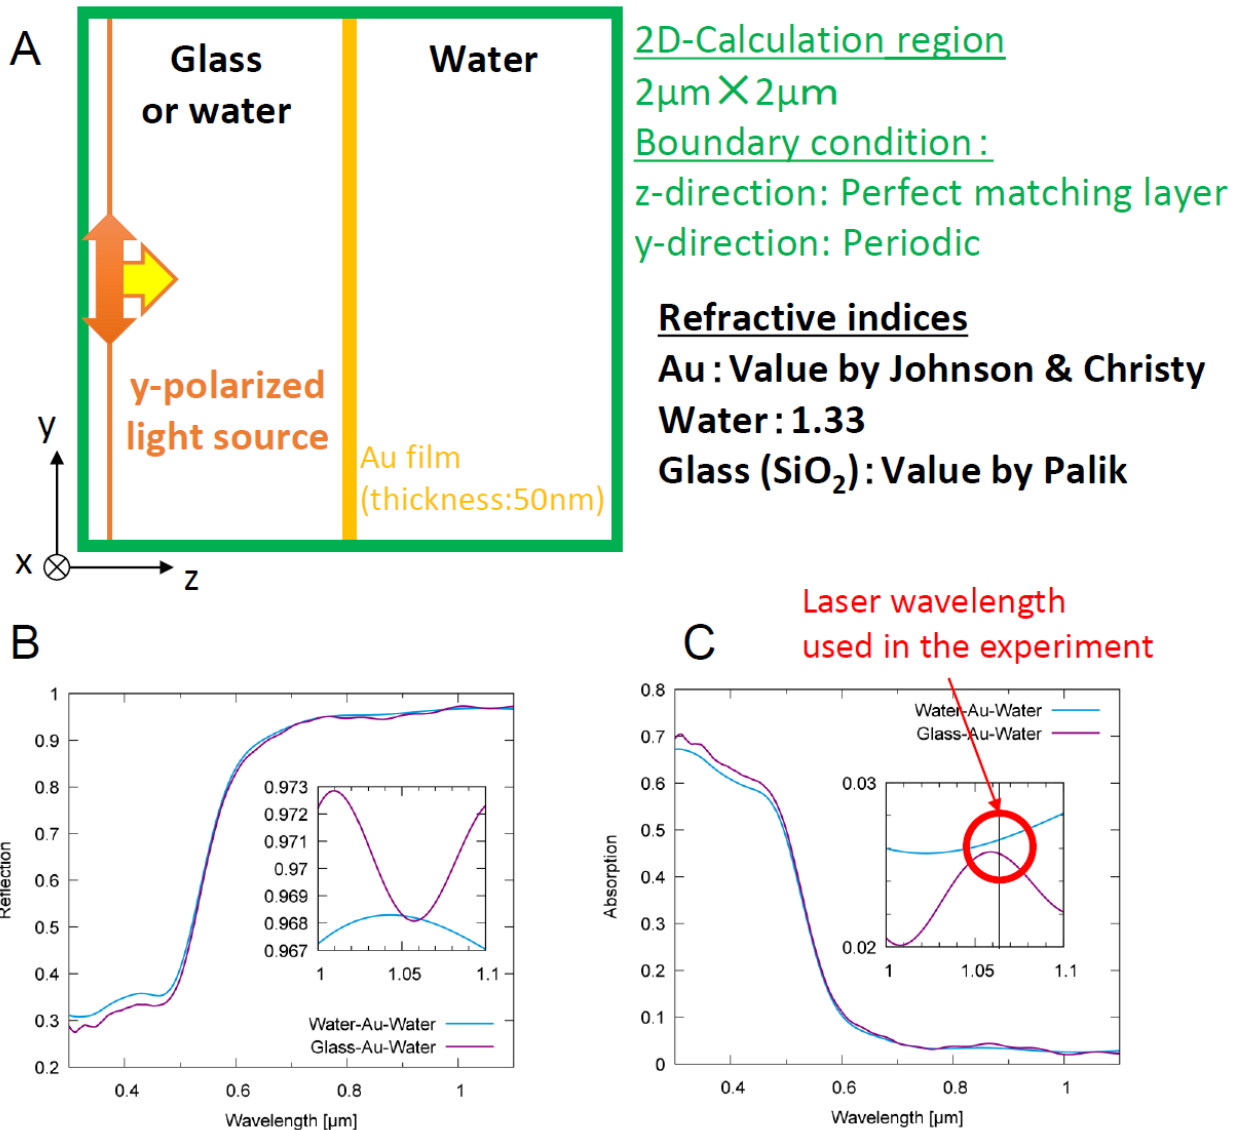 A
Glass
or water
Water
y-polarized
light source
Au film
(thickness:50nm)
y
x
z
2D-Calculation region
2μm×2μm
Boundary condition:
z-direction: Perfect matching layer
y-direction: Periodic
Refractive indices
Au:Value by Johnson & Christy
Water:1.33
Glass (SiO₂):Value by Palik
Laser wavelength
used in the experiment
B
1
0.9
0.8
0.7
0.6
0.5
0.4
0.3
0.2
Reflection
0.973
0.972
0.971
0.97
0.969
0.968
0.967
1
1.05
1.1
Water-Au-Water
Glass-Au-Water
0.4
0.6
0.8
1
Wavelength [μm]
C
0.8
0.7
0.6
0.5
0.4
0.3
0.2
0.1
0
Absorption
Water-Au-Water
Glass-Au-Water
0.03
0.02
1
1.05
1.1
0.4
0.6
0.8
1
Wavelength [μm]